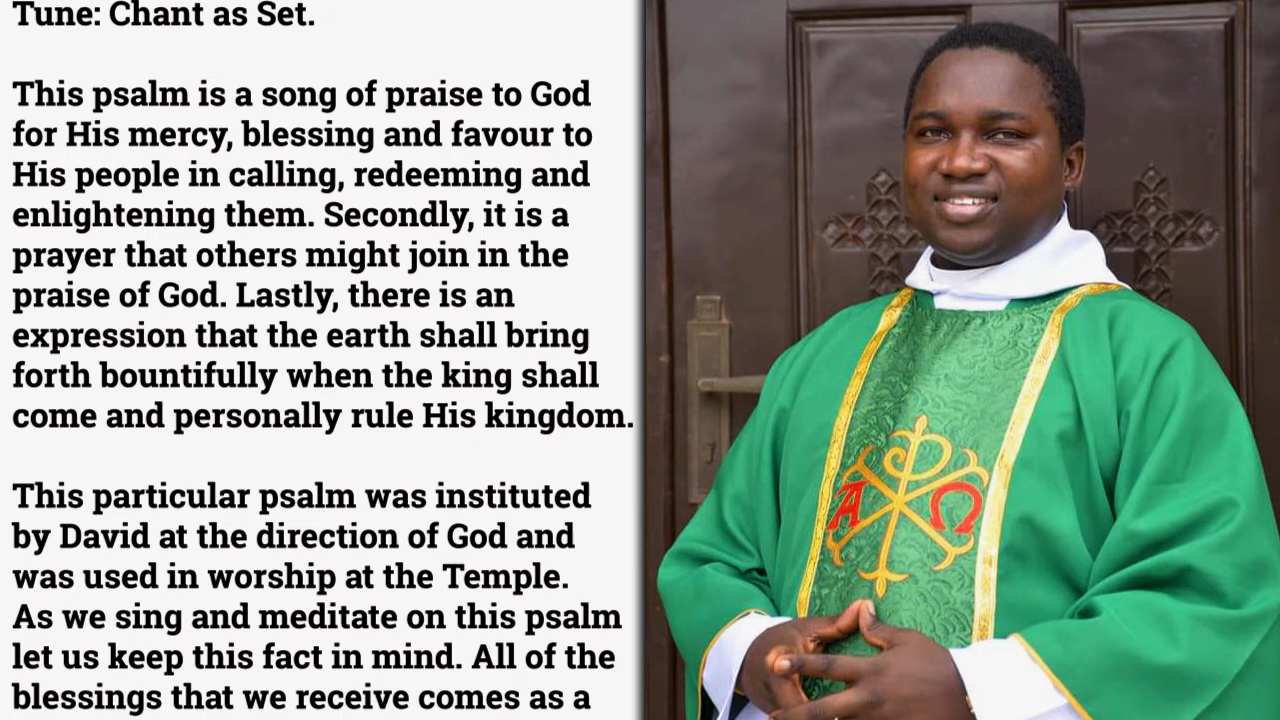 Tune: Chant as Set.
This psalm is a song of praise to God
for His mercy, blessing and favour to
His people in calling, redeeming and
enlightening them. Secondly, it is a
prayer that others might join in the
praise of God. Lastly, there is an
expression that the earth shall bring
forth bountifully when the king shall
come and personally rule His kingdom.
This particular psalm was instituted
by David at the direction of God and
was used in worship at the Temple.
As we sing and meditate on this psalm
let us keep this fact in mind. All of the
blessings that we receive comes as a
Α Ω